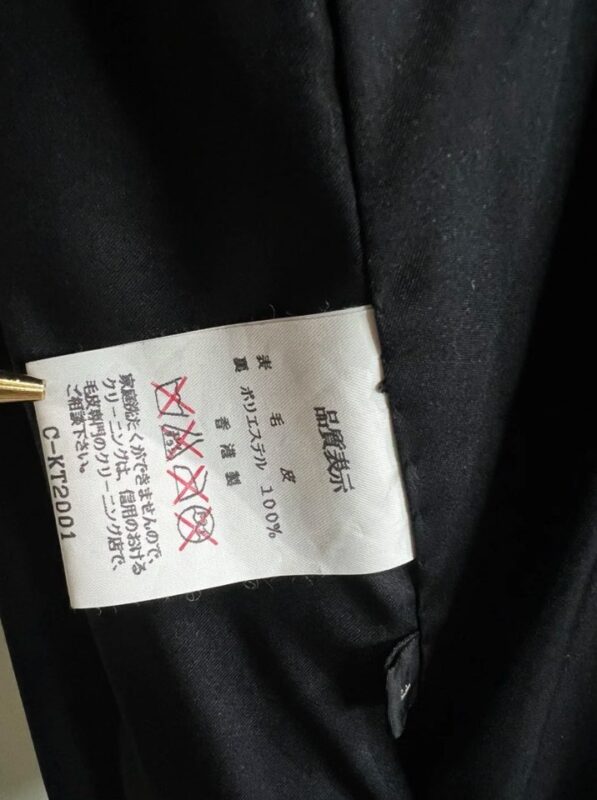 品質表示
表 毛 皮
裏 ポリエステル 100%
香港製
家庭洗たくができませんので、
クリーニングは、信用のおける
毛皮専門のクリーニング店で、
ご相談下さい。
C-KT2001